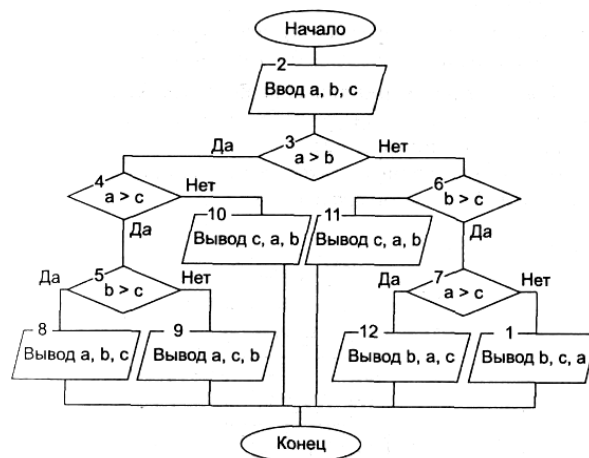 Начало
2
Ввод a, b, c
3
Да
a > b
Нет
4
a > c
Нет
6
b > c
10
Вывод c, a, b
11
Вывод c, a, b
Да
Да
5
Да
b > c
Нет
7
Да
a > c
Нет
8
Вывод a, b, c
9
Вывод a, c, b
12
Вывод b, a, c
1
Вывод b, c, a
Конец